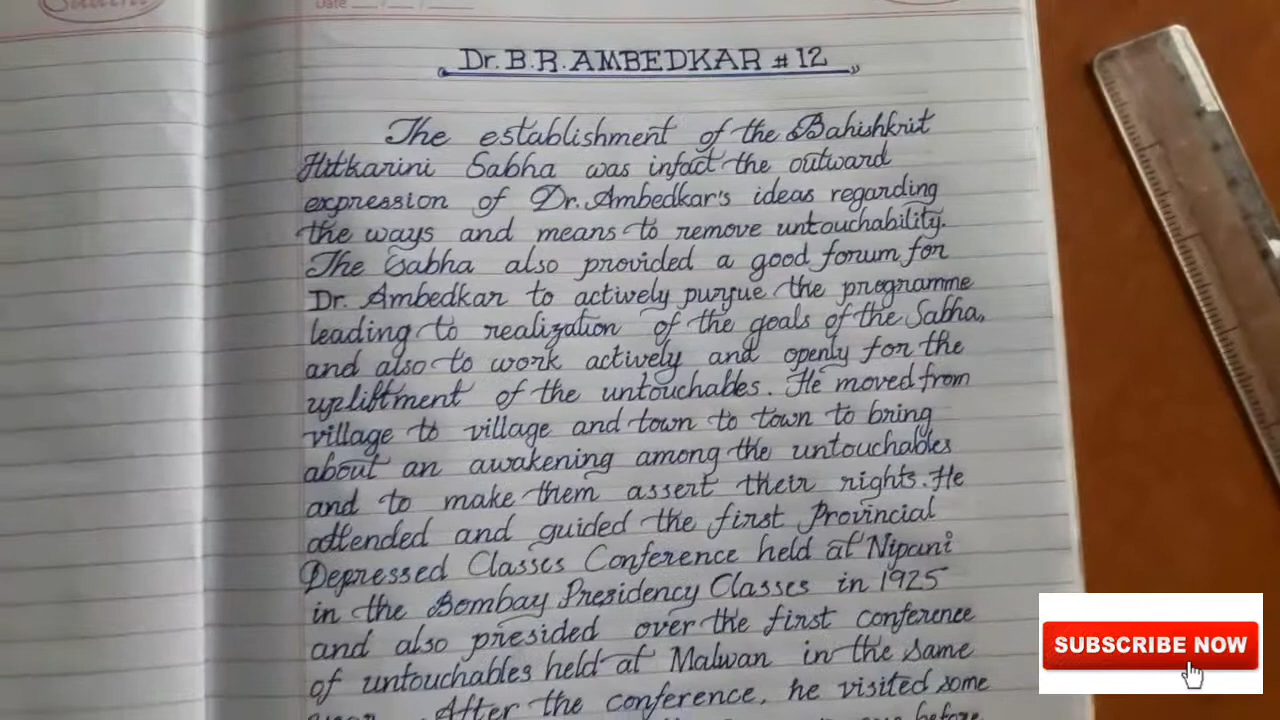 Date __/__/____
Dr. B.R. AMBEDKAR # 12
The establishment of the Bahishkrit
Hitkarini Sabha was infact the outward
expression of Dr. Ambedkar's ideas regarding
the ways and means to remove untouchability.
The Sabha also provided a good forum for
Dr. Ambedkar to actively pursue the programme
leading to realization of the goals of the Sabha,
and also to work actively and openly for the
upliftment of the untouchables. He moved from
village to village and town to town to bring
about an awakening among the untouchables
and to make them assert their rights. He
attended and guided the first Provincial
Depressed Classes Conference held at Nipani
in the Bombay Presidency Classes in 1925
and also presided over the first conference
of untouchables held at Malwan in the same
After the conference, he visited some
before
SUBSCRIBE NOW